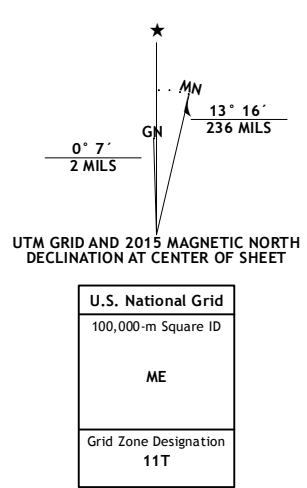 ★
MN
13° 16´
236 MILS
GN
0° 7´
2 MILS
UTM GRID AND 2015 MAGNETIC NORTH
DECLINATION AT CENTER OF SHEET
U.S. National Grid
100,000-m Square ID
ME
Grid Zone Designation
11T